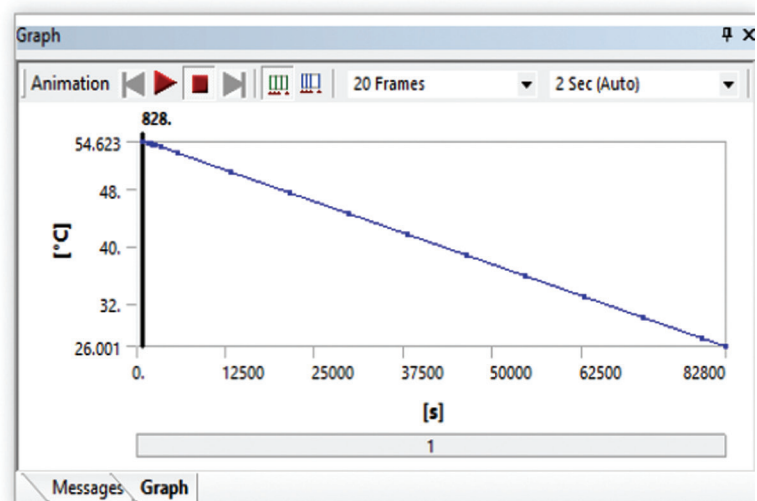 Graph
Animation 20 Frames 2 Sec (Auto)
828.
54.623
48.
40.
32.
26.001
[°C]
0. 12500 25000 37500 50000 62500 82800
[s]
1
Messages Graph